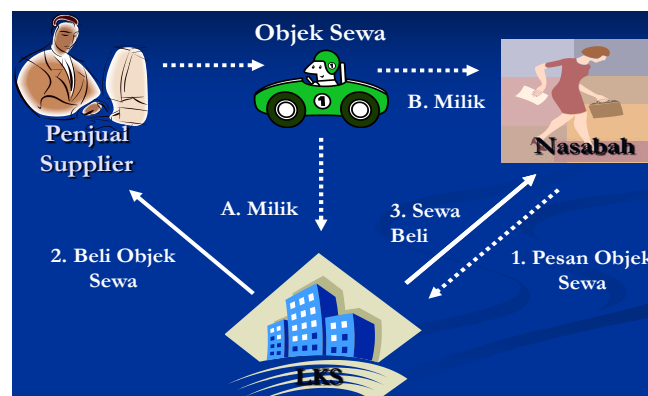 Objek Sewa
1
B. Milik
Penjual
Supplier
Nasabah
A. Milik
3. Sewa
Beli
2. Beli Objek
Sewa
1. Pesan Objek
Sewa
LKS